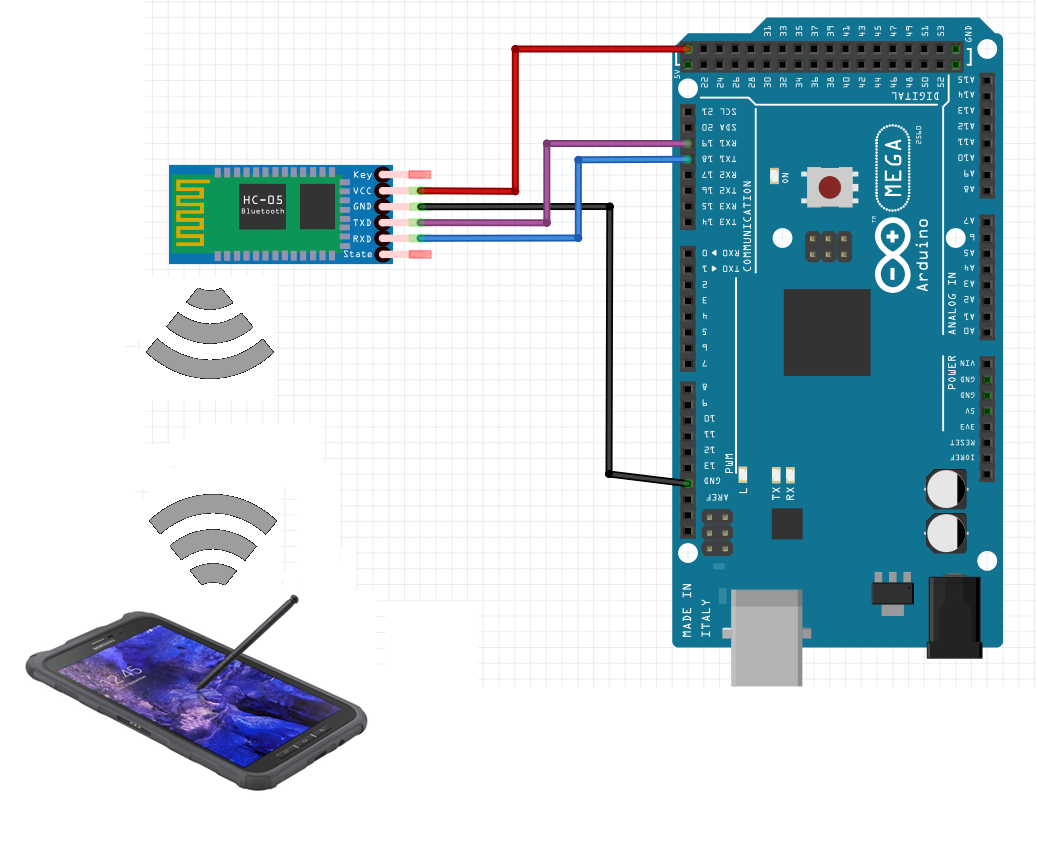 Key
VCC
GND
TXD
RXD
State
HC-05
Bluetooth
31 33 35 37 39 41 43 45 47 49 51 53 GND
5V
22 24 26 28 30 32 34 36 38 40 42 44 46 48 50 52
DIGITAL
SCL 21
SDA 20
RX1 19
TX1 18
RX2 17
TX2 16
RX3 15
TX3 14
COMMUNICATION
RX0 ◄ 0
TX0 ► 1
2
3
4
5
6
7
8
9
10
11
12
13
GND
AREF
PWM
L
TX
RX
ON
MEGA
2560
Arduino
TM
A15
A14
A13
A12
A11
A10
A9
A8
A7
6
A5
A4
A3
A2
A1
A0
ANALOG IN
POWER
VIN
GND
GND
5V
3V3
RESET
IOREF
MADE IN
ITALY
SAMSUNG
12:45